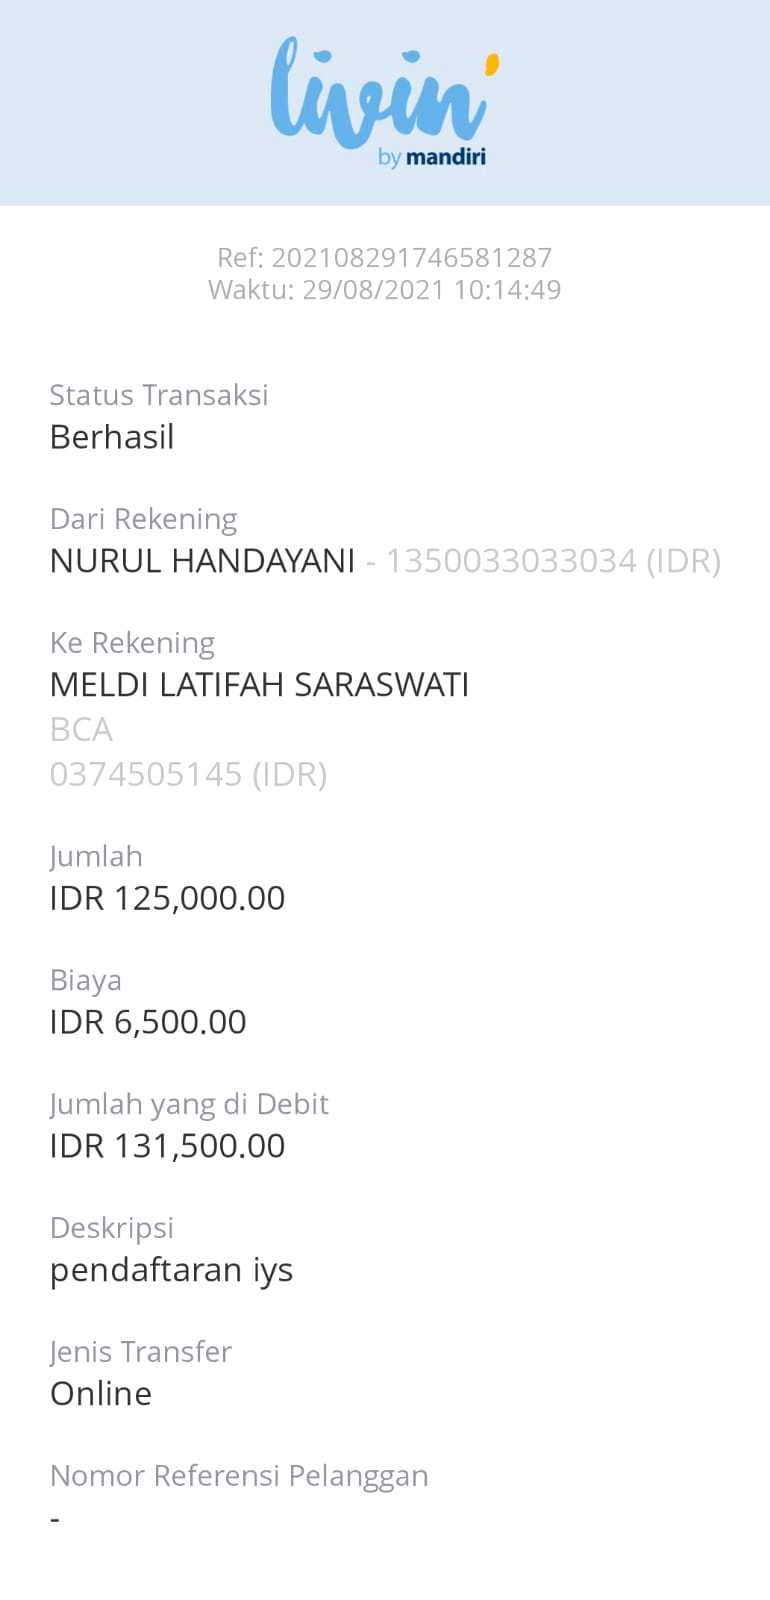 livin'
by mandiri
Ref: 202108291746581287
Waktu: 29/08/2021 10:14:49
Status Transaksi
Berhasil
Dari Rekening
NURUL HANDAYANI - 1350033033034 (IDR)
Ke Rekening
MELDI LATIFAH SARASWATI
BCA
0374505145 (IDR)
Jumlah
IDR 125,000.00
Biaya
IDR 6,500.00
Jumlah yang di Debit
IDR 131,500.00
Deskripsi
pendaftaran iys
Jenis Transfer
Online
Nomor Referensi Pelanggan
-